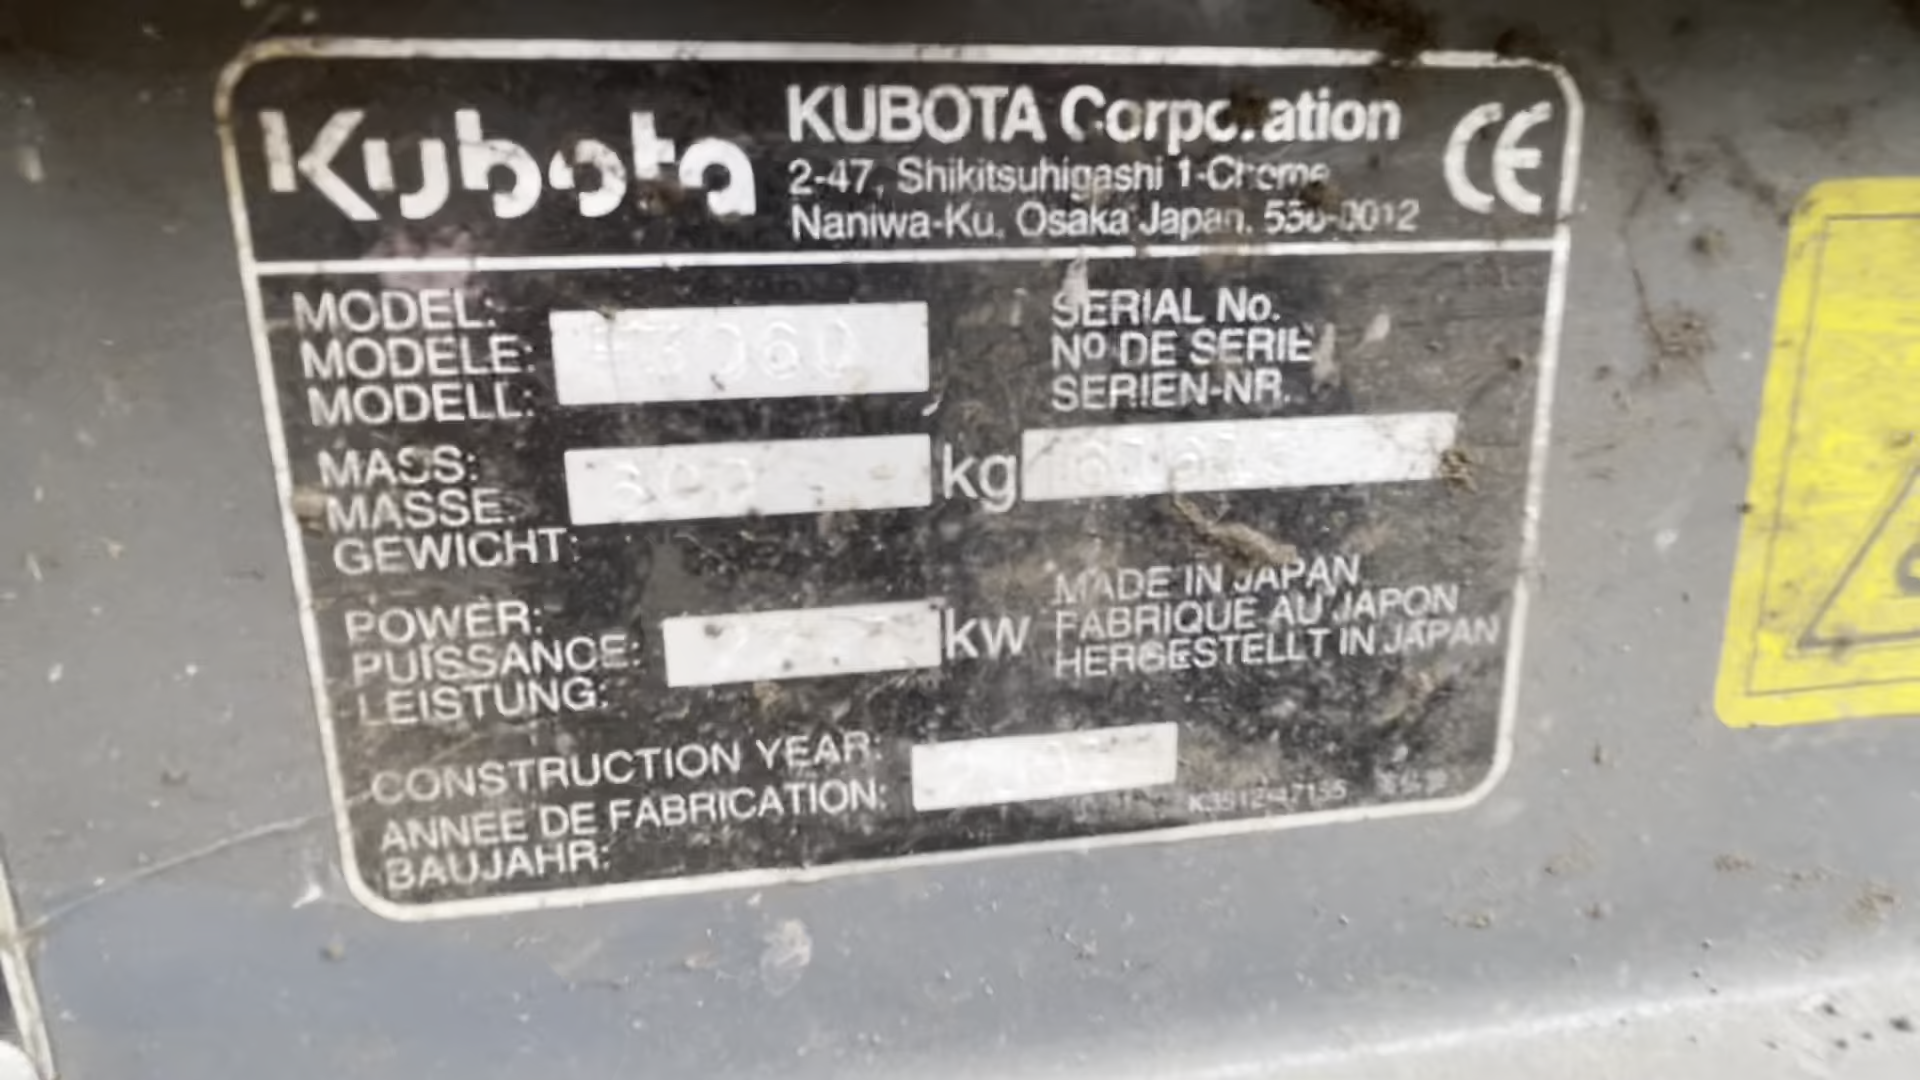 Kubota
KUBOTA Corporation
2-47, Shikitsuhigashi 1-Chome
Naniwa-Ku, Osaka Japan, 556-0012
CE
MODEL:
MODELE:
MODELL:
SERIAL No.
Nº DE SERIE
SERIEN-NR.
MASS:
MASSE:
GEWICHT:
kg
POWER:
PUISSANCE:
LEISTUNG:
kW
MADE IN JAPAN
FABRIQUE AU JAPON
HERGESTELLT IN JAPAN
CONSTRUCTION YEAR:
ANNEE DE FABRICATION:
BAUJAHR: